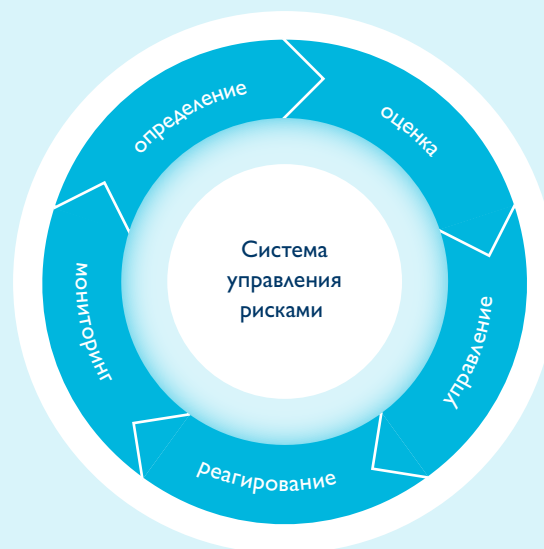 определение
оценка
управление
реагирование
мониторинг
Система
управления
рисками